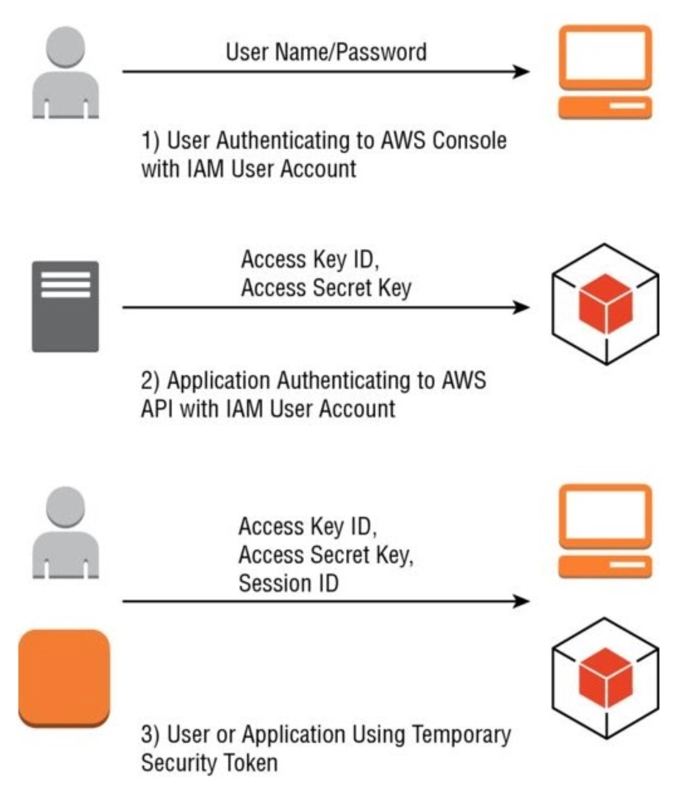 User Name/Password
1) User Authenticating to AWS Console
with IAM User Account
Access Key ID,
Access Secret Key
2) Application Authenticating to AWS
API with IAM User Account
Access Key ID,
Access Secret Key,
Session ID
3) User or Application Using Temporary
Security Token